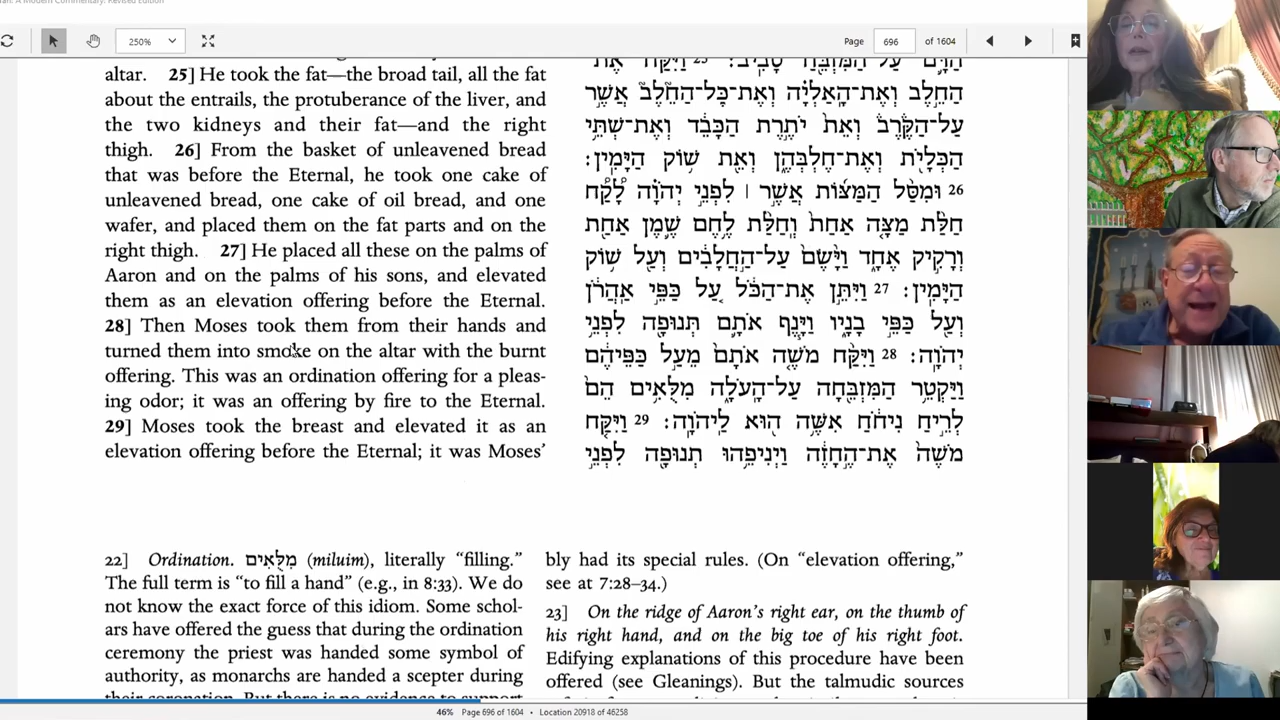 A Modern Commentary: Revised Edition
250%
Page 696 of 1604
altar. 25] He took the fat—the broad tail, all the fat
about the entrails, the protuberance of the liver, and
the two kidneys and their fat—and the right
thigh. 26] From the basket of unleavened bread
that was before the Eternal, he took one cake of
unleavened bread, one cake of oil bread, and one
wafer, and placed them on the fat parts and on the
right thigh. 27] He placed all these on the palms of
Aaron and on the palms of his sons, and elevated
them as an elevation offering before the Eternal.
28] Then Moses took them from their hands and
turned them into smoke on the altar with the burnt
offering. This was an ordination offering for a pleas-
ing odor; it was an offering by fire to the Eternal.
29] Moses took the breast and elevated it as an
elevation offering before the Eternal; it was Moses’
הַדָּם עַל־הַמִּזְבֵּחַ סָבִיב׃ 25 וַיִּקַּח אֶת־
הַחֵלֶב וְאֶת־הָאַלְיָה וְאֶת־כׇּל־הַחֵלֶב אֲשֶׁר
עַל־הַקֶּרֶב וְאֵת יֹתֶרֶת הַכָּבֵד וְאֶת־שְׁתֵּי
הַכְּלָיֹת וְאֶת־חֶלְבְּהֶן וְאֵת שׁוֹק הַיָּמִין׃
26 וּמִסַּל הַמַּצּוֹת אֲשֶׁר ׀ לִפְנֵי יְהֹוָה לָקַח
חַלַּת מַצָּה אַחַת וְחַלַּת לֶחֶם שֶׁמֶן אַחַת
וְרָקִיק אֶחָד וַיָּשֶׂם עַל־הַחֲלָבִים וְעַל שׁוֹק
הַיָּמִין׃ 27 וַיִּתֵּן אֶת־הַכֹּל עַל כַּפֵּי אַהֲרֹן
וְעַל כַּפֵּי בָנָיו וַיָּנֶף אֹתָם תְּנוּפָה לִפְנֵי
יְהֹוָה׃ 28 וַיִּקַּח מֹשֶׁה אֹתָם מֵעַל כַּפֵּיהֶם
וַיַּקְטֵר הַמִּזְבֵּחָה עַל־הָעֹלָה מִלֻּאִים הֵם
לְרֵיחַ נִיחֹחַ אִשֶּׁה הוּא לַיהֹוָה׃ 29 וַיִּקַּח
מֹשֶׁה אֶת־הֶחָזֶה וַיְנִיפֵהוּ תְנוּפָה לִפְנֵי
22] Ordination. מִלֻּאִים (miluim), literally “filling.”
The full term is “to fill a hand” (e.g., in 8:33). We do
not know the exact force of this idiom. Some schol-
ars have offered the guess that during the ordination
ceremony the priest was handed some symbol of
authority, as monarchs are handed a scepter during
their coronation. But there is no evidence to support
bly had its special rules. (On “elevation offering,”
see at 7:28–34.)
23] On the ridge of Aaron’s right ear, on the thumb of
his right hand, and on the big toe of his right foot.
Edifying explanations of this procedure have been
offered (see Gleanings). But the talmudic sources
46% Page 696 of 1604 Location 20918 of 46258